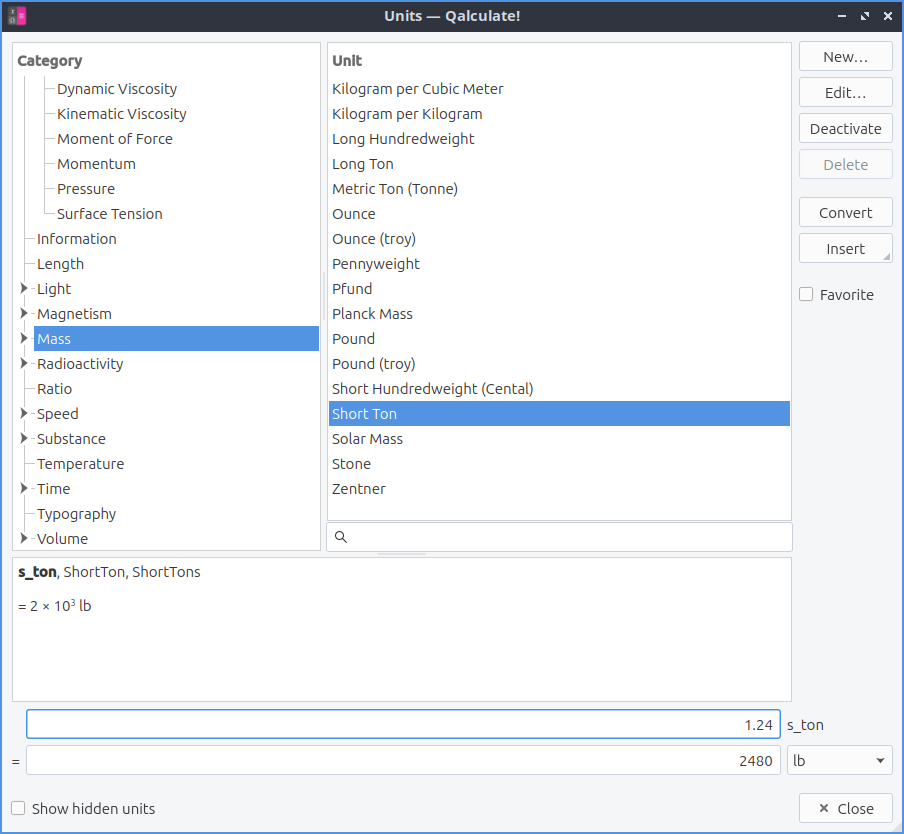 Units — Qalculate!
Category
Dynamic Viscosity
Kinematic Viscosity
Moment of Force
Momentum
Pressure
Surface Tension
Information
Length
Light
Magnetism
Mass
Radioactivity
Ratio
Speed
Substance
Temperature
Time
Typography
Volume
Unit
Kilogram per Cubic Meter
Kilogram per Kilogram
Long Hundredweight
Long Ton
Metric Ton (Tonne)
Ounce
Ounce (troy)
Pennyweight
Pfund
Planck Mass
Pound
Pound (troy)
Short Hundredweight (Cental)
Short Ton
Solar Mass
Stone
Zentner
New…
Edit…
Deactivate
Delete
Convert
Insert
Favorite
s_ton, ShortTon, ShortTons
= 2 × 10³ lb
1.24 s_ton
= 2480 lb
Show hidden units
Close